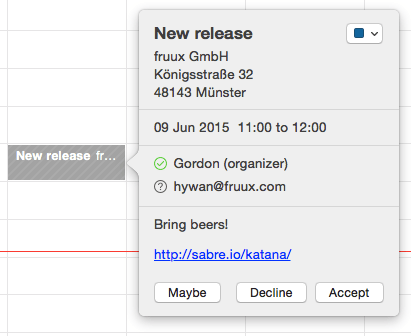 New release
fruux GmbH
Königsstraße 32
48143 Münster
09 Jun 2015 11:00 to 12:00
Gordon (organizer)
hywan@fruux.com
Bring beers!
http://sabre.io/katana/
Maybe Decline Accept
New release fr...